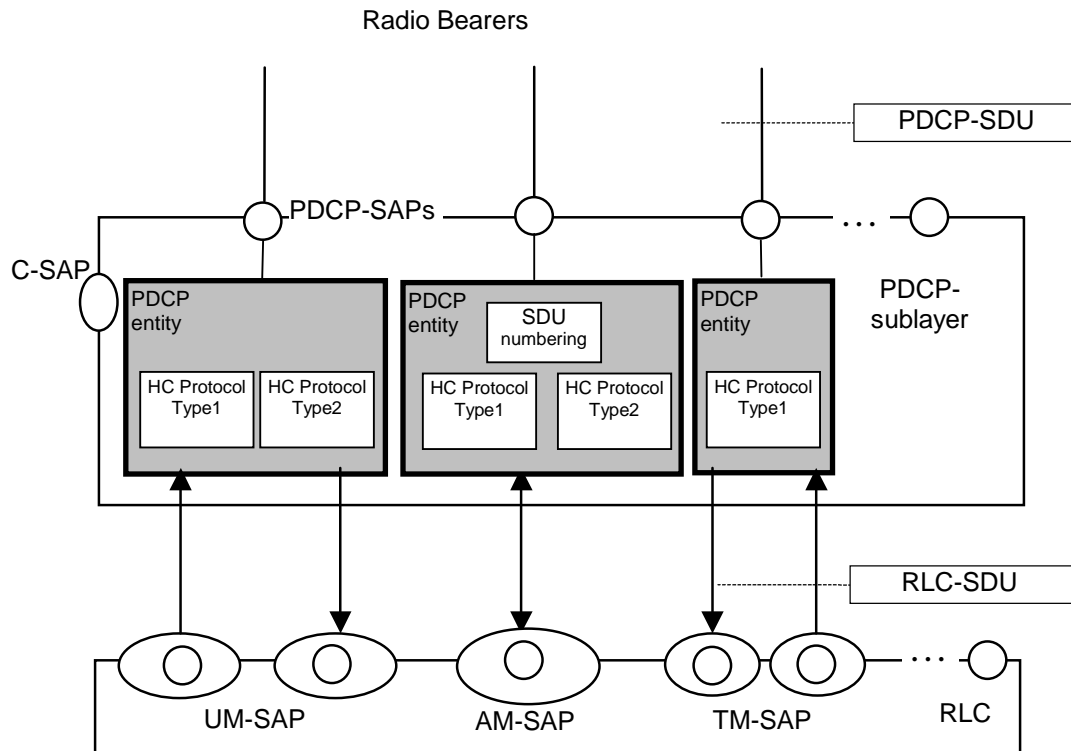 Radio Bearers
PDCP-SDU
PDCP-SAPs
...
C-SAP
PDCP
entity
HC Protocol
Type1
HC Protocol
Type2
PDCP
entity
SDU
numbering
HC Protocol
Type1
HC Protocol
Type2
PDCP
entity
HC Protocol
Type1
PDCP-
sublayer
RLC-SDU
...
UM-SAP
AM-SAP
TM-SAP
RLC